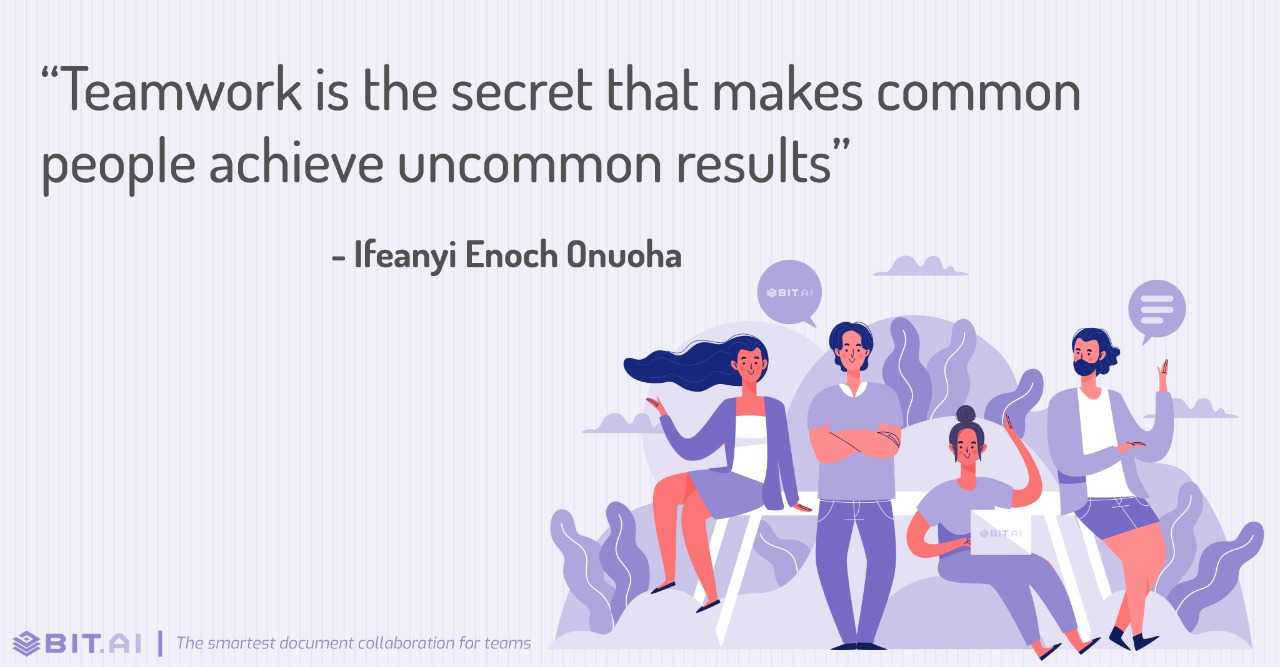 “Teamwork is the secret that makes common
people achieve uncommon results”
- Ifeanyi Enoch Onuoha
BIT.AI
BIT.AI
BIT.AI | The smartest document collaboration for teams